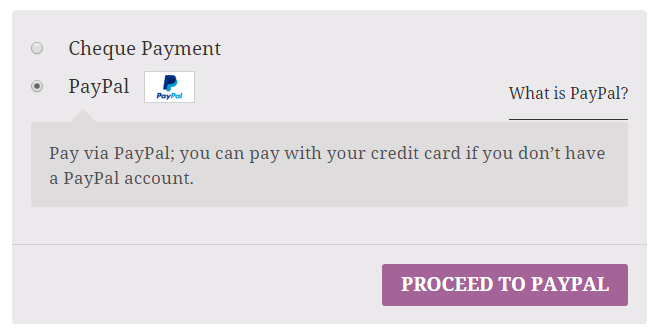 Cheque Payment
PayPal PayPal
What is PayPal?
Pay via PayPal; you can pay with your credit card if you don’t have
a PayPal account.
PROCEED TO PAYPAL